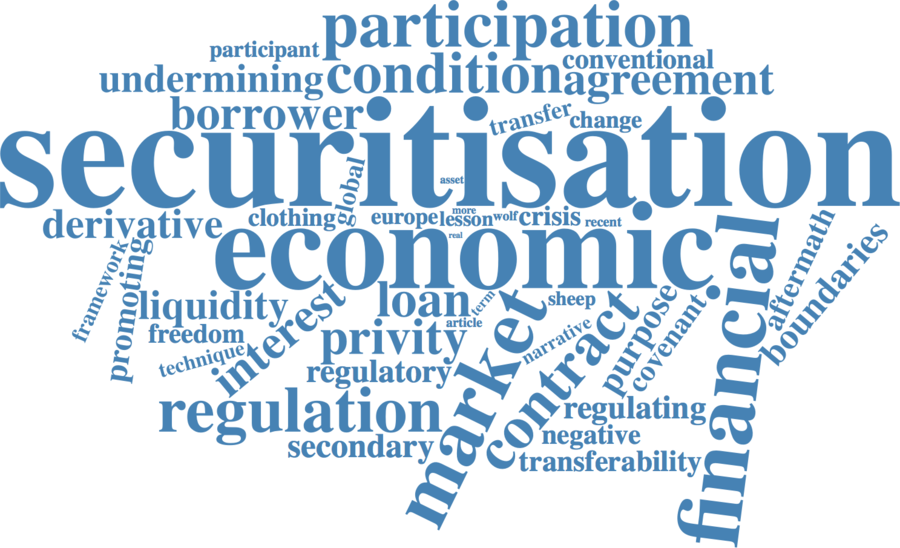 participation
participant
conventional
undermining
condition
agreement
borrower
transfer
change
securitisation
global
asset
derivative
clothing
europe
more
lesson
wolf
crisis
recent
real
economic
financial
aftermath
boundaries
framework
promoting
liquidity
interest
loan
term
sheep
purpose
covenant
freedom
article
privity
market
narrative
contract
technique
regulatory
regulation
regulating
secondary
negative
transferability